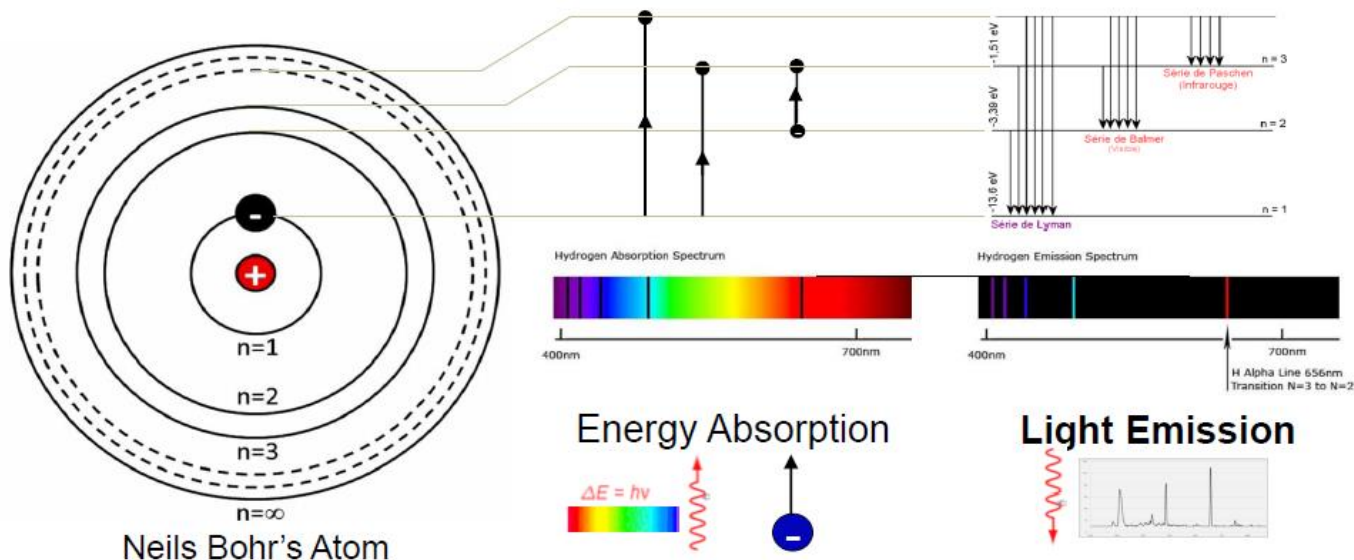 -
+
n=1
n=2
n=3
n=∞
Neils Bohr's Atom
-
-1,51 eV
-3,39 eV
-13,6 eV
n = 3
Série de Paschen
(Infrarouge)
n = 2
Série de Balmer
(Visible)
n = 1
Série de Lyman
Hydrogen Absorption Spectrum
400nm
700nm
Hydrogen Emission Spectrum
400nm
700nm
H Alpha Line 656nm
Transition N=3 to N=2
Energy Absorption
ΔE = hν
-
Light Emission